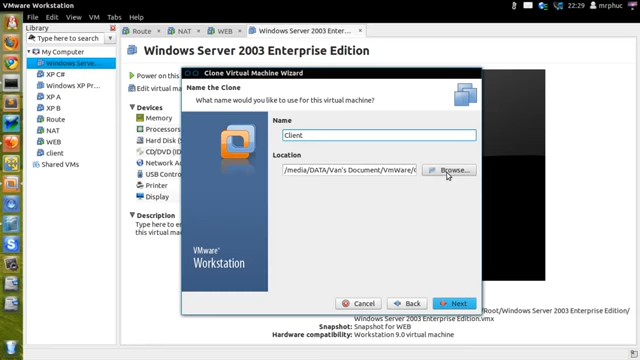 VMware Workstation
22:29
mrphuc
File Edit View VM Tabs Help
Library
Type here to search
My Computer
Windows Serve...
XP C#
Windows XP Pr...
XP A
XP B
Route
NAT
WEB
client
Shared VMs
Route
NAT
WEB
Windows Server 2003 Enter...
Windows Server 2003 Enterprise Edition
Power on this
Edit virtual m
Devices
Memory
Processors
CD/DVD (ID
Network A
USB Contro
Printer
Display
Description
Type here to en
this virtual mac
Clone Virtual Machine Wizard
Name the Clone
What name would you like to use for this virtual machine?
Name
Client
Location
/media/DATA/Van's Document/VmWare/
Browse...
VMware
Workstation
Cancel
Back
Next
/Root/Windows Server 2003 Enterprise Edition/
Windows Server 2003 Enterprise Edition.vmx
Snapshot: Snapshot for WEB
Hardware compatibility: Workstation 9.0 virtual machine